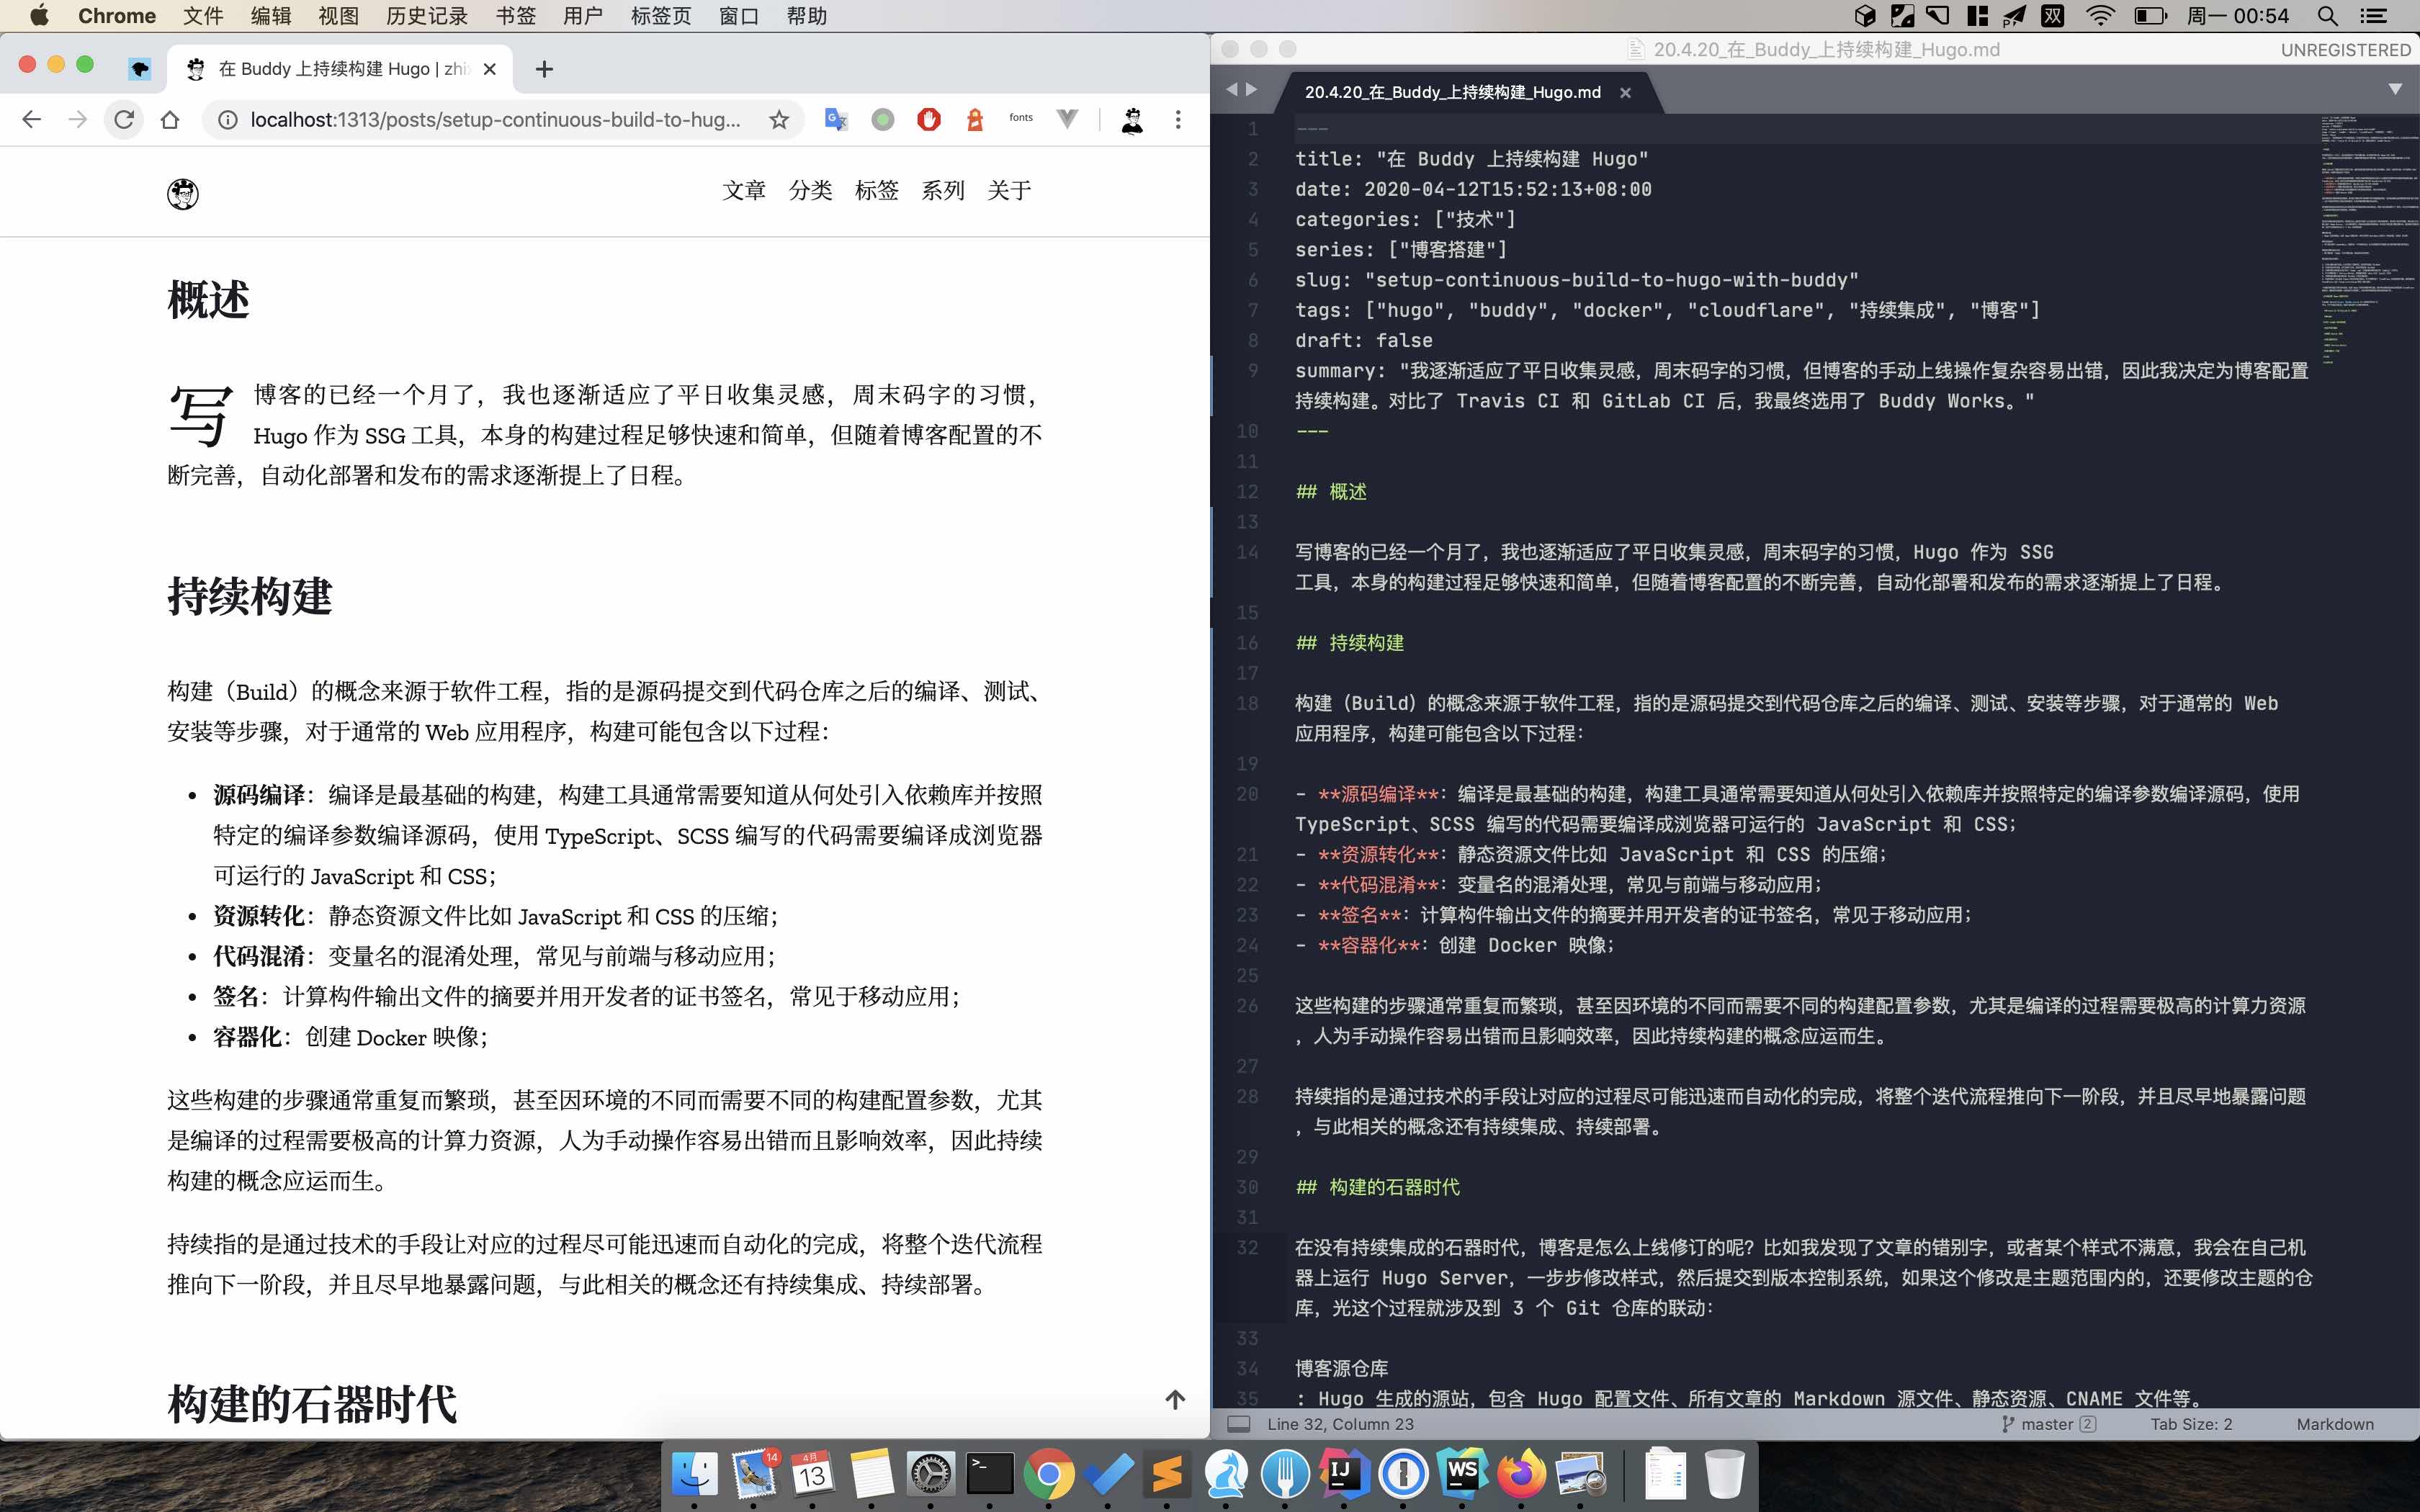 Chrome 文件 编辑 视图 历史记录 书签 用户 标签页 窗口 帮助
双 周一 00:54
在 Buddy 上持续构建 Hugo | zhi
localhost:1313/posts/setup-continuous-build-to-hug...
fonts
文章 分类 标签 系列 关于
概述
写博客的已经一个月了，我也逐渐适应了平日收集灵感，周末码字的习惯，
Hugo 作为 SSG 工具，本身的构建过程足够快速和简单，但随着博客配置的不
断完善，自动化部署和发布的需求逐渐提上了日程。
持续构建
构建（Build）的概念来源于软件工程，指的是源码提交到代码仓库之后的编译、测试、
安装等步骤，对于通常的 Web 应用程序，构建可能包含以下过程：
• 源码编译：编译是最基础的构建，构建工具通常需要知道从何处引入依赖库并按照
特定的编译参数编译源码，使用 TypeScript、SCSS 编写的代码需要编译成浏览器
可运行的 JavaScript 和 CSS；
• 资源转化：静态资源文件比如 JavaScript 和 CSS 的压缩；
• 代码混淆：变量名的混淆处理，常见与前端与移动应用；
• 签名：计算构件输出文件的摘要并用开发者的证书签名，常见于移动应用；
• 容器化：创建 Docker 映像；
这些构建的步骤通常重复而繁琐，甚至因环境的不同而需要不同的构建配置参数，尤其
是编译的过程需要极高的计算力资源，人为手动操作容易出错而且影响效率，因此持续
构建的概念应运而生。
持续指的是通过技术的手段让对应的过程尽可能迅速而自动化的完成，将整个迭代流程
推向下一阶段，并且尽早地暴露问题，与此相关的概念还有持续集成、持续部署。
构建的石器时代
20.4.20_在_Buddy_上持续构建_Hugo.md
UNREGISTERED
20.4.20_在_Buddy_上持续构建_Hugo.md
1 ---
2 title: "在 Buddy 上持续构建 Hugo"
3 date: 2020-04-12T15:52:13+08:00
4 categories: ["技术"]
5 series: ["博客搭建"]
6 slug: "setup-continuous-build-to-hugo-with-buddy"
7 tags: ["hugo", "buddy", "docker", "cloudflare", "持续集成", "博客"]
8 draft: false
9 summary: "我逐渐适应了平日收集灵感，周末码字的习惯，但博客的手动上线操作复杂容易出错，因此我决定为博客配置
持续构建。对比了 Travis CI 和 GitLab CI 后，我最终选用了 Buddy Works。"
10 ---
11
12 ## 概述
13
14 写博客的已经一个月了，我也逐渐适应了平日收集灵感，周末码字的习惯，Hugo 作为 SSG
工具，本身的构建过程足够快速和简单，但随着博客配置的不断完善，自动化部署和发布的需求逐渐提上了日程。
15
16 ## 持续构建
17
18 构建（Build）的概念来源于软件工程，指的是源码提交到代码仓库之后的编译、测试、安装等步骤，对于通常的 Web
应用程序，构建可能包含以下过程：
19
20 - **源码编译**：编译是最基础的构建，构建工具通常需要知道从何处引入依赖库并按照特定的编译参数编译源码，使用
TypeScript、SCSS 编写的代码需要编译成浏览器可运行的 JavaScript 和 CSS；
21 - **资源转化**：静态资源文件比如 JavaScript 和 CSS 的压缩；
22 - **代码混淆**：变量名的混淆处理，常见与前端与移动应用；
23 - **签名**：计算构件输出文件的摘要并用开发者的证书签名，常见于移动应用；
24 - **容器化**：创建 Docker 映像；
25
26 这些构建的步骤通常重复而繁琐，甚至因环境的不同而需要不同的构建配置参数，尤其是编译的过程需要极高的计算力资源
，人为手动操作容易出错而且影响效率，因此持续构建的概念应运而生。
27
28 持续指的是通过技术的手段让对应的过程尽可能迅速而自动化的完成，将整个迭代流程推向下一阶段，并且尽早地暴露问题
，与此相关的概念还有持续集成、持续部署。
29
30 ## 构建的石器时代
31
32 在没有持续集成的石器时代，博客是怎么上线修订的呢？比如我发现了文章的错别字，或者某个样式不满意，我会在自己机
器上运行 Hugo Server，一步步修改样式，然后提交到版本控制系统，如果这个修改是主题范围内的，还要修改主题的仓
库，光这个过程就涉及到 3 个 Git 仓库的联动：
33
34 博客源仓库
35 : Hugo 生成的源站，包含 Hugo 配置文件、所有文章的 Markdown 源文件、静态资源、CNAME 文件等。
Line 32, Column 23
master 2
Tab Size: 2
Markdown
14
4月
13
IJ
WS